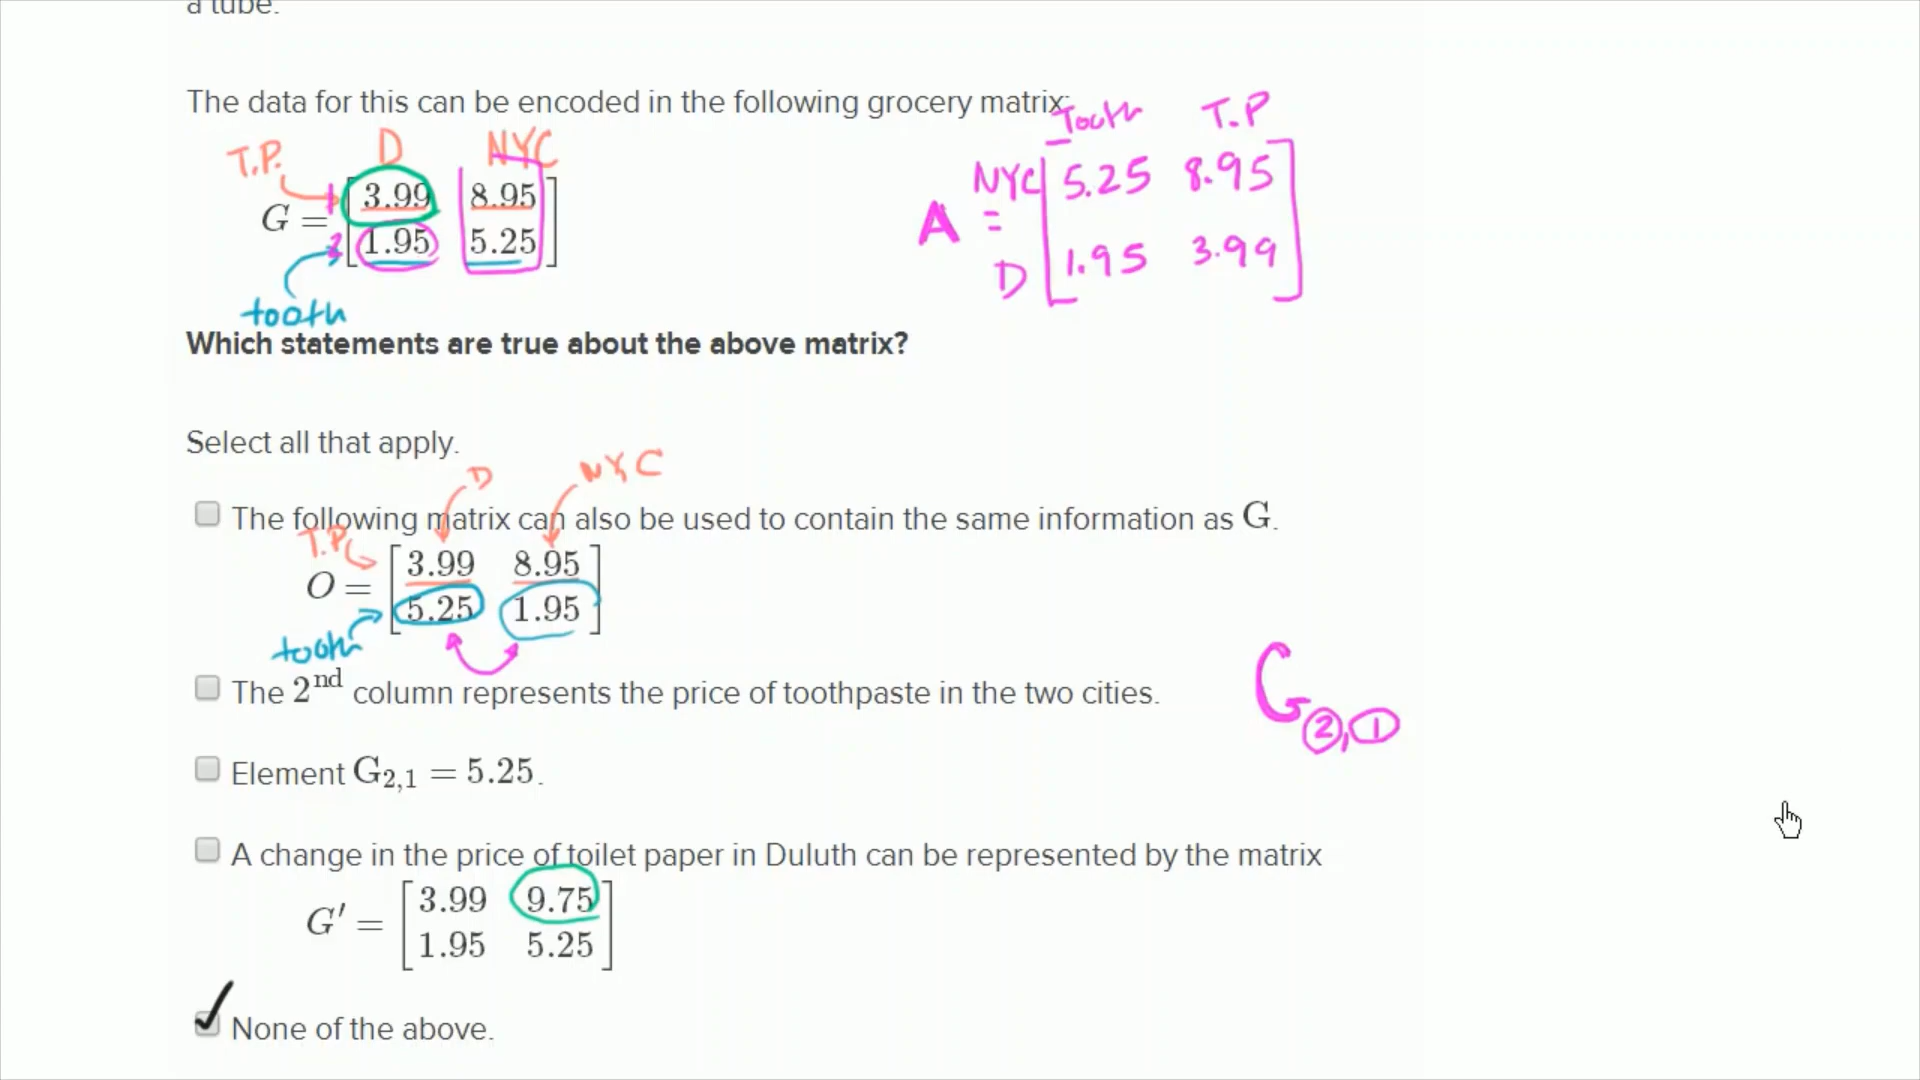 a tube.
The data for this can be encoded in the following grocery matrix:
Tooth T.P
T.P. D NYC
1 3.99 8.95
G =
2 1.95 5.25
tooth
NYC 5.25 8.95
A =
D 1.95 3.99
Which statements are true about the above matrix?
Select all that apply.
D NYC
The following matrix can also be used to contain the same information as G.
T.P.
3.99 8.95
O =
5.25 1.95
tooth
The 2nd column represents the price of toothpaste in the two cities.
G2,1
Element G2,1 = 5.25.
A change in the price of toilet paper in Duluth can be represented by the matrix
3.99 9.75
G′ =
1.95 5.25
None of the above.